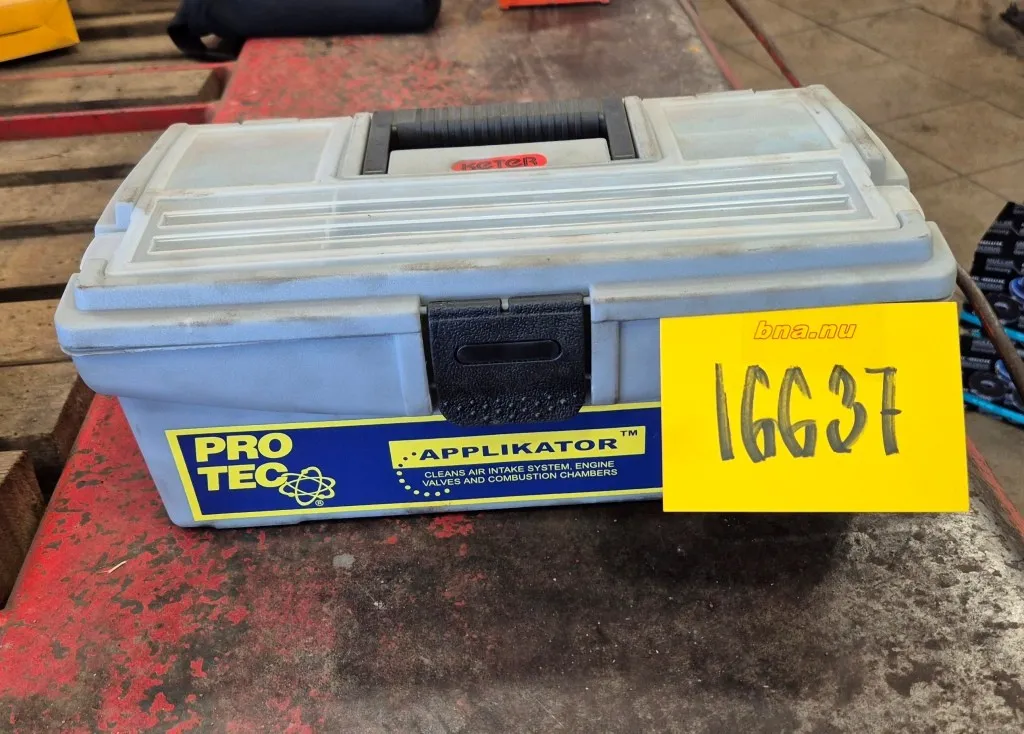 KETER
bna.nu
16637
PRO
TEC®
APPLIKATOR™
CLEANS AIR INTAKE SYSTEM, ENGINE
VALVES AND COMBUSTION CHAMBERS